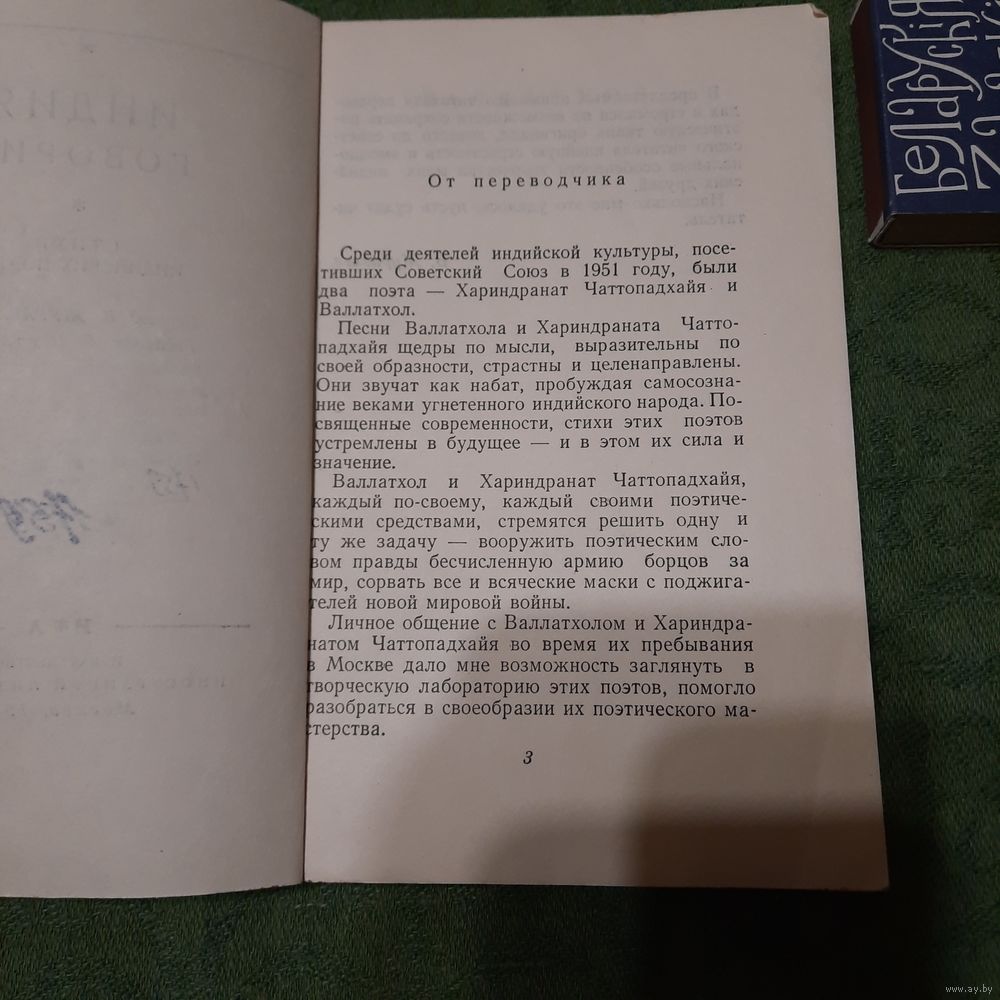 ИНДИЯ
ГОВОРИ
От переводчика
Среди деятелей индийской культуры, посе-
тивших Советский Союз в 1951 году, были
два поэта — Хариндранат Чаттопадхайя и
Валлатхол.
Песни Валлатхола и Хариндраната Чатто-
падхайя щедры по мысли, выразительны по
своей образности, страстны и целенаправлены.
Они звучат как набат, пробуждая самосозна-
ние веками угнетенного индийского народа. По-
священные современности, стихи этих поэтов
устремлены в будущее — и в этом их сила и
значение.
Валлатхол и Хариндранат Чаттопадхайя,
каждый по-своему, каждый своими поэтиче-
скими средствами, стремятся решить одну и
ту же задачу — вооружить поэтическим сло-
вом правды бесчисленную армию борцов за
мир, сорвать все и всяческие маски с поджига-
телей новой мировой войны.
Личное общение с Валлатхолом и Хариндра-
натом Чаттопадхайя во время их пребывания
в Москве дало мне возможность заглянуть в
творческую лабораторию этих поэтов, помогло
разобраться в своеобразии их поэтического ма-
стерства.
3
www.ay.by